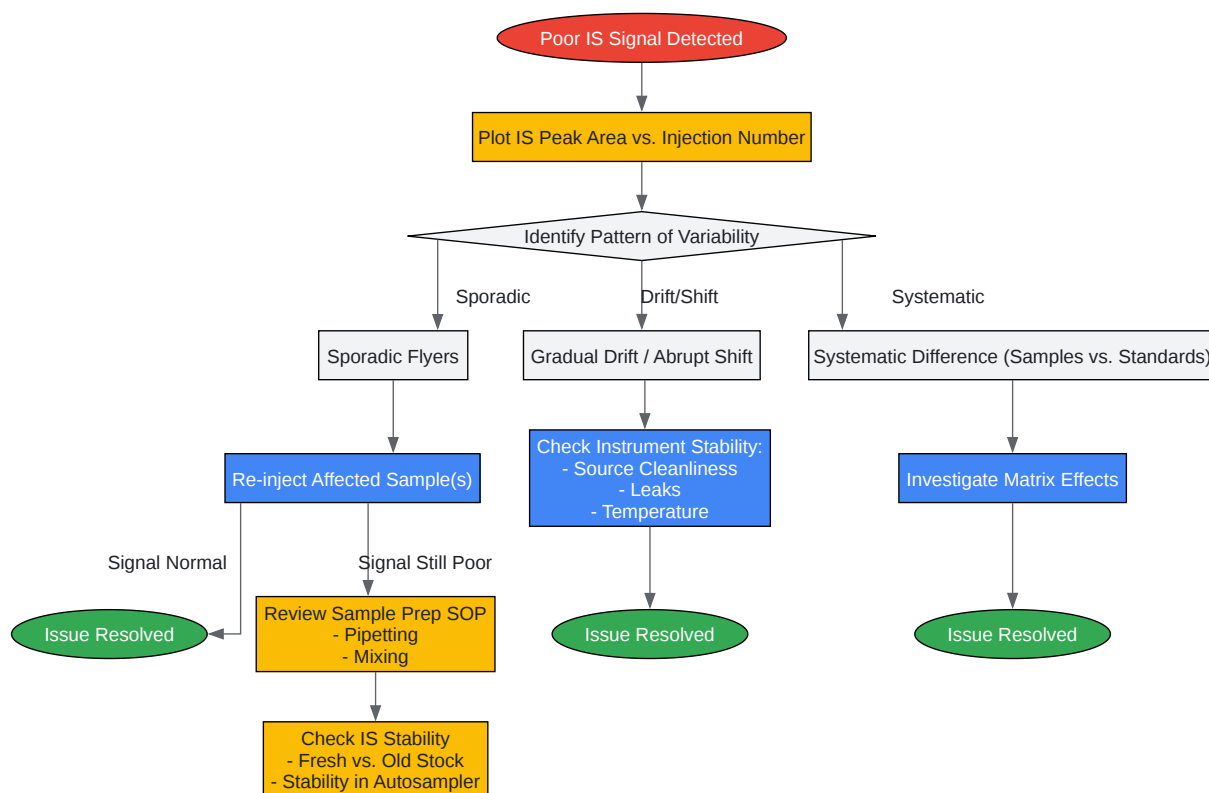 Poor IS Signal Detected
Plot IS Peak Area vs. Injection Number
Identify Pattern of Variability
Sporadic
Drift/Shift
Systematic
Sporadic Flyers
Gradual Drift / Abrupt Shift
Systematic Difference (Samples vs. Standards)
Re-inject Affected Sample(s)
Check Instrument Stability:
- Source Cleanliness
- Leaks
- Temperature
Investigate Matrix Effects
Signal Normal
Signal Still Poor
Issue Resolved
Review Sample Prep SOP
- Pipetting
- Mixing
Issue Resolved
Issue Resolved
Check IS Stability
- Fresh vs. Old Stock
- Stability in Autosampler